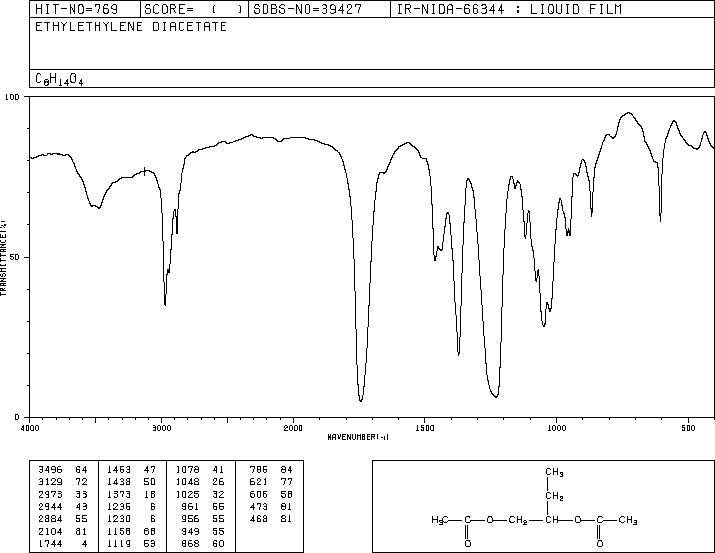 HIT-NO=769 SCORE= ( ) SDBS-NO=39427 IR-NIDA-66344 : LIQUID FILM
ETHYLETHYLENE DIACETATE
C8H14O4
100
TRANSMITTANCE(%)
50
0
4000 3000 2000 1500 1000 500
WAVENUMBER(-1)
3496 64 1463 47 1078 41 786 84
3129 72 1438 50 1048 26 621 77
2973 33 1373 18 1025 32 606 58
2944 43 1236 6 961 55 473 81
2884 55 1230 6 956 55 468 81
2104 81 1158 68 949 55
1744 4 1119 53 868 60
CH3
CH2
H3C C O CH2 CH O C CH3
O O